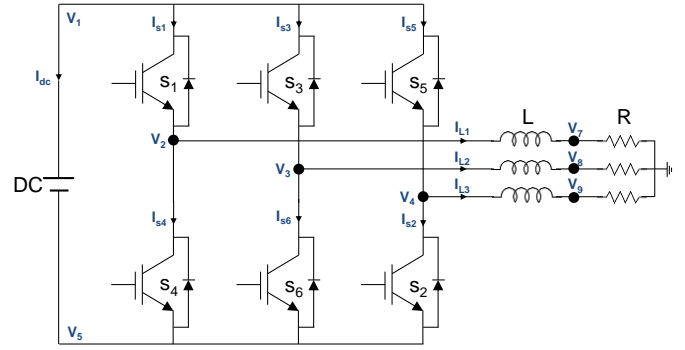 V1 Is1 Is3 Is5
Idc
S1 S3 S5
L R
V2 IL1 V7
IL2 V8
V3
DC
V4 IL3 V9
Is4 Is6 Is2
S4 S6 S2
V5